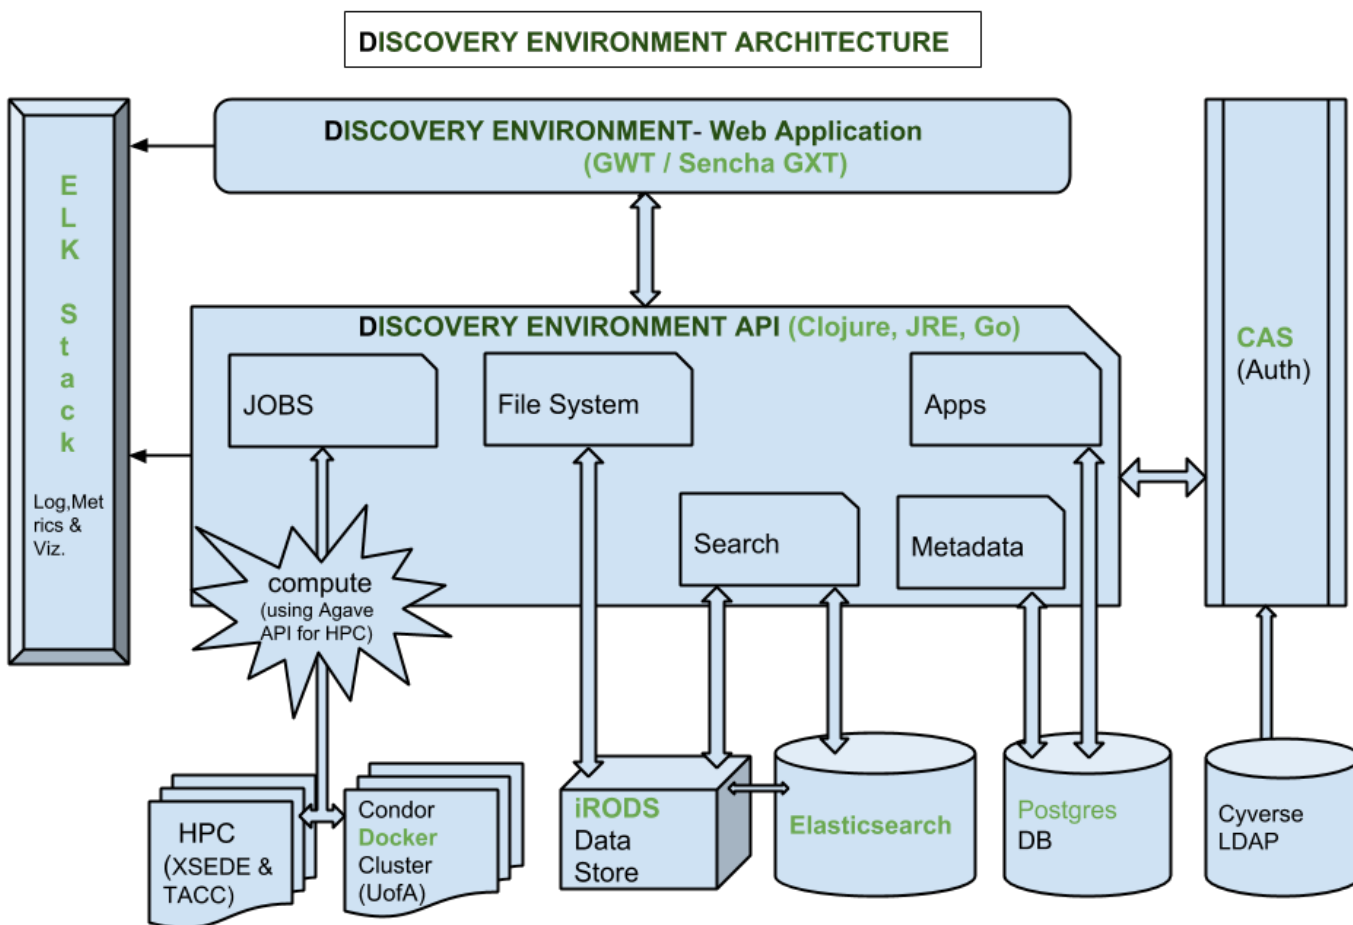 DISCOVERY ENVIRONMENT ARCHITECTURE
DISCOVERY ENVIRONMENT- Web Application
(GWT / Sencha GXT)
E
L
K
S
t
a
c
k
Log,Met
rics &
Viz.
DISCOVERY ENVIRONMENT API (Clojure, JRE, Go)
JOBS
File System
Apps
Search
Metadata
CAS
(Auth)
compute
(using Agave
API for HPC)
HPC
(XSEDE &
TACC)
Condor
Docker
Cluster
(UofA)
iRODS
Data
Store
Elasticsearch
Postgres
DB
Cyverse
LDAP